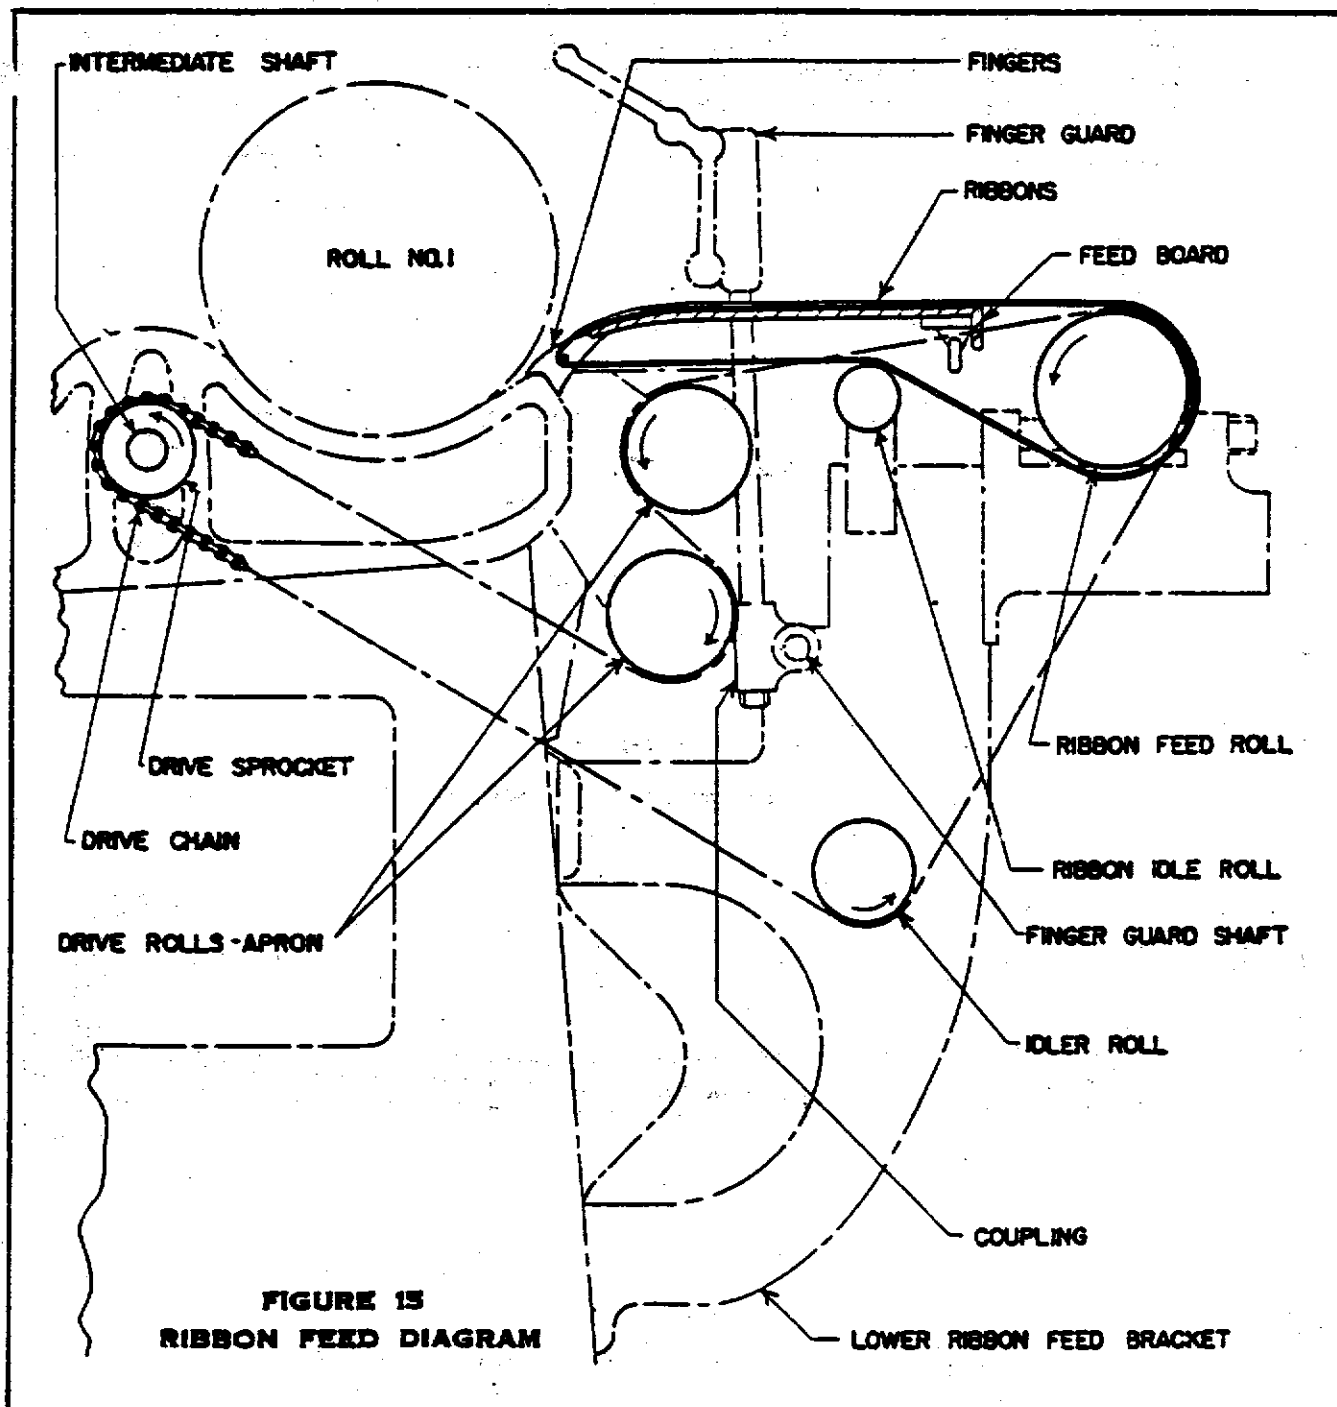 INTERMEDIATE SHAFT
FINGERS
FINGER GUARD
RIBBONS
FEED BOARD
ROLL NO.1
RIBBON FEED ROLL
DRIVE SPROCKET
DRIVE CHAIN
RIBBON IDLE ROLL
DRIVE ROLLS-APRON
FINGER GUARD SHAFT
IDLER ROLL
COUPLING
FIGURE 15
RIBBON FEED DIAGRAM
LOWER RIBBON FEED BRACKET